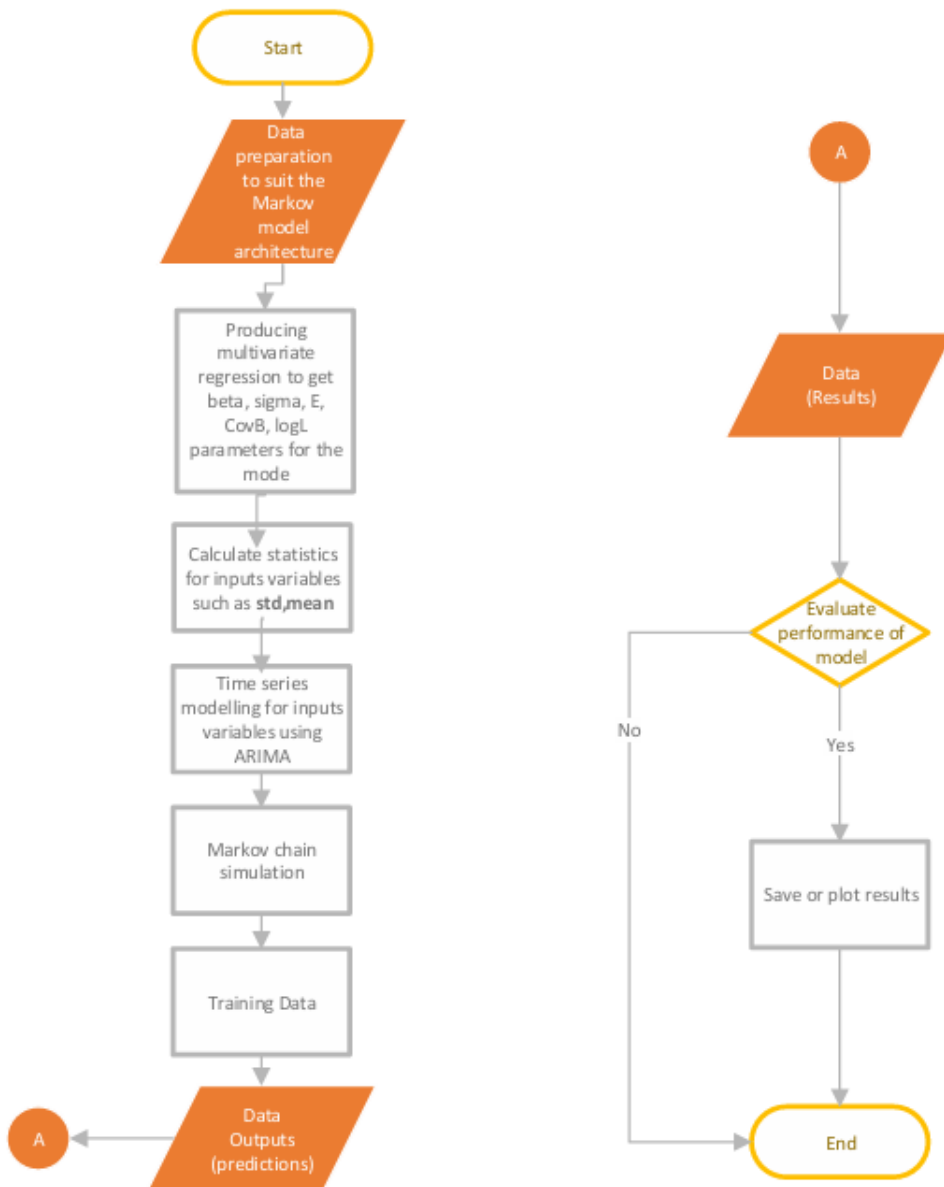 Start
Data
preparation
to suit the
Markov
model
architecture
Producing
multivariate
regression to get
beta, sigma, E,
CovB, logL
parameters for the
mode
Calculate statistics
for inputs variables
such as std,mean
Time series
modelling for inputs
variables using
ARIMA
Markov chain
simulation
Training Data
Data
Outputs
(predictions)
A
A
Data
(Results)
Evaluate
performance of
model
No
Yes
Save or plot results
End